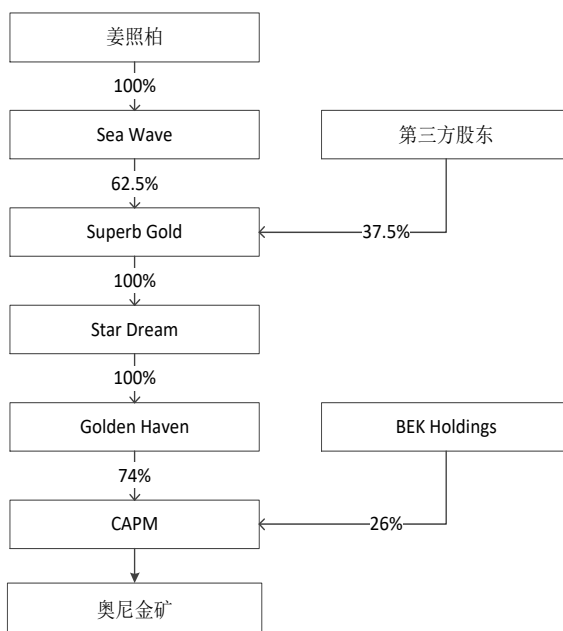 姜照柏
100%
Sea Wave
第三方股东
62.5%
Superb Gold
37.5%
100%
Star Dream
100%
Golden Haven
BEK Holdings
74%
CAPM
26%
奥尼金矿